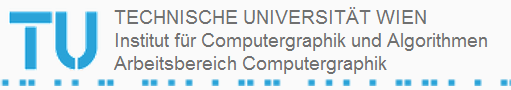 TU
TECHNISCHE UNIVERSITÄT WIEN
Institut für Computergraphik und Algorithmen
Arbeitsbereich Computergraphik